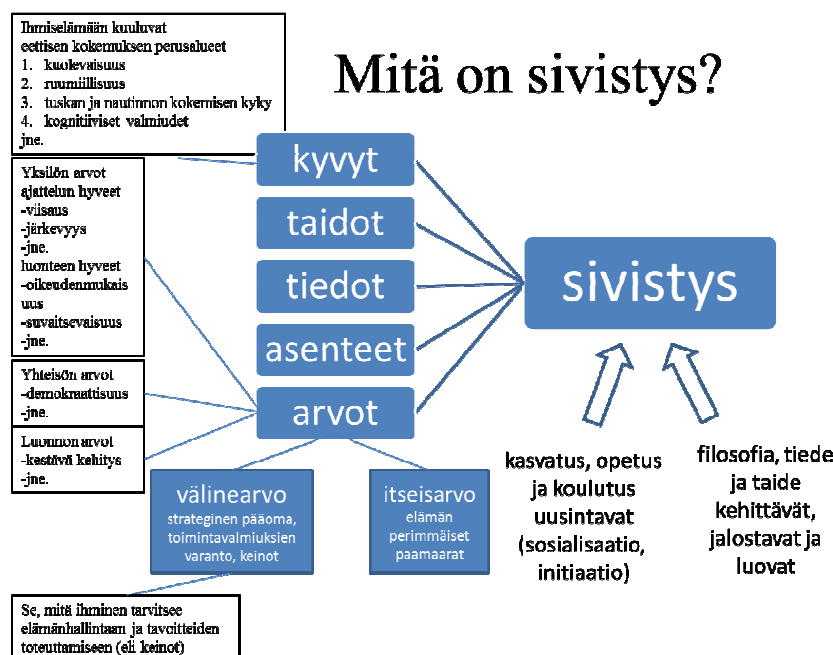 Ihmiselämään kuuluvat
eettisen kokemuksen perusalueet
1. kuolevaisuus
2. ruumiillisuus
3. tuskan ja nautinnon kokemisen kyky
4. kognitiiviset valmiudet
jne.
Mitä on sivistys?
kyvyt
taidot
tiedot
asenteet
arvot
sivistys
Yksilön arvot
ajattelun hyveet
-viisaus
-järkevyys
-jne.
luonteen hyveet
-oikeudenmukais
uus
-suvaitsevaisuus
-jne.
Yhteisön arvot
-demokraattisuus
-jne.
Luonnon arvot
-kestävä kehitys
-jne.
välinearvo
strateginen pääoma,
toimintavalmiuksien
varanto, keinot
itseisarvo
elämän
perimmäiset
paamaarat
kasvatus, opetus
ja koulutus
uusintavat
(sosialisaatio,
initiaatio)
filosofia, tiede
ja taide
kehittävät,
jalostavat ja
luovat
Se, mitä ihminen tarvitsee
elämänhallintaan ja tavoitteiden
toteuttamiseen (eli keinot)